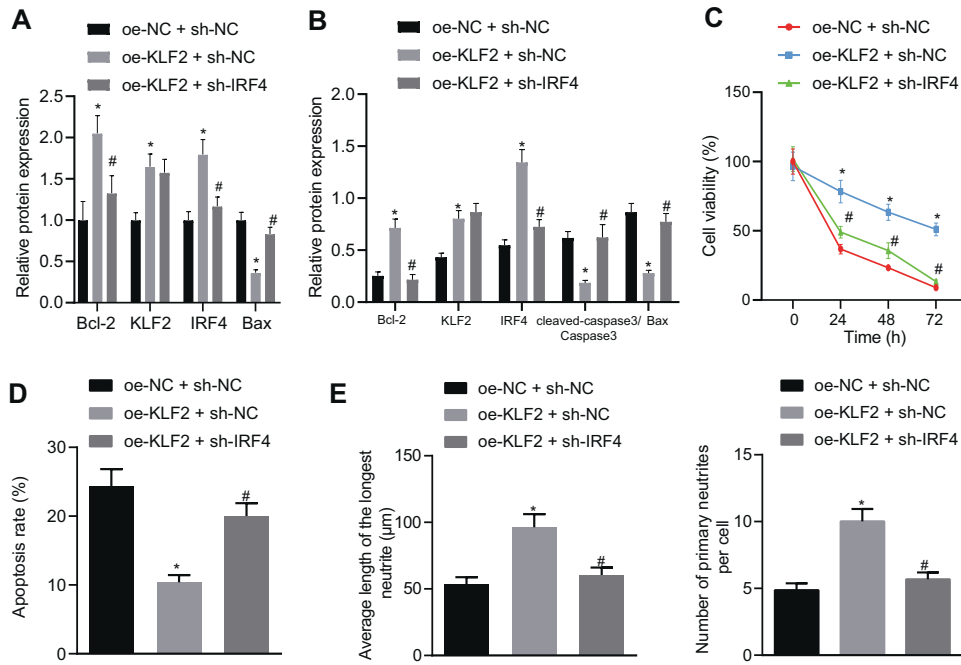 A
oe-NC + sh-NC
oe-KLF2 + sh-NC
oe-KLF2 + sh-IRF4
Relative protein expression
2.5
2.0
1.5
1.0
0.5
0.0
*
#
*
*
#
*
#
Bcl-2 KLF2 IRF4 Bax
B
oe-NC + sh-NC
oe-KLF2 + sh-NC
oe-KLF2 + sh-IRF4
Relative protein expression
2.0
1.5
1.0
0.5
0.0
*
#
*
*
#
*
#
*
#
Bcl-2 KLF2 IRF4 cleaved-caspase3/ Bax
Caspase3
C
oe-NC + sh-NC
oe-KLF2 + sh-NC
oe-KLF2 + sh-IRF4
Cell viability (%)
150
100
50
0
*
*
*
#
#
#
0 24 48 72
Time (h)
D
oe-NC + sh-NC
oe-KLF2 + sh-NC
oe-KLF2 + sh-IRF4
Apoptosis rate (%)
30
20
10
0
*
#
E
oe-NC + sh-NC
oe-KLF2 + sh-NC
oe-KLF2 + sh-IRF4
Average length of the longest
neutrite (μm)
150
100
50
0
*
#
oe-NC + sh-NC
oe-KLF2 + sh-NC
oe-KLF2 + sh-IRF4
Number of primary neutrites
per cell
15
10
5
0
*
#